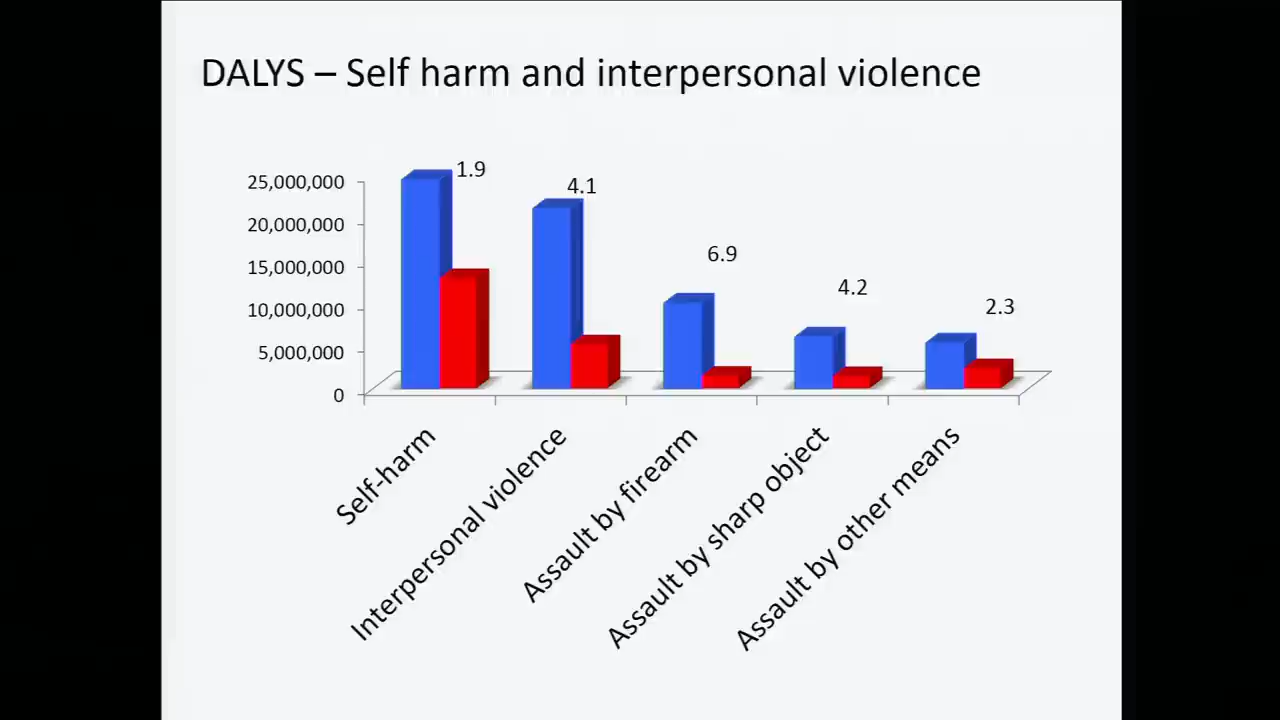 DALYS – Self harm and interpersonal violence
25,000,000
20,000,000
15,000,000
10,000,000
5,000,000
0
1.9
4.1
6.9
4.2
2.3
Self-harm
Interpersonal violence
Assault by firearm
Assault by sharp object
Assault by other means